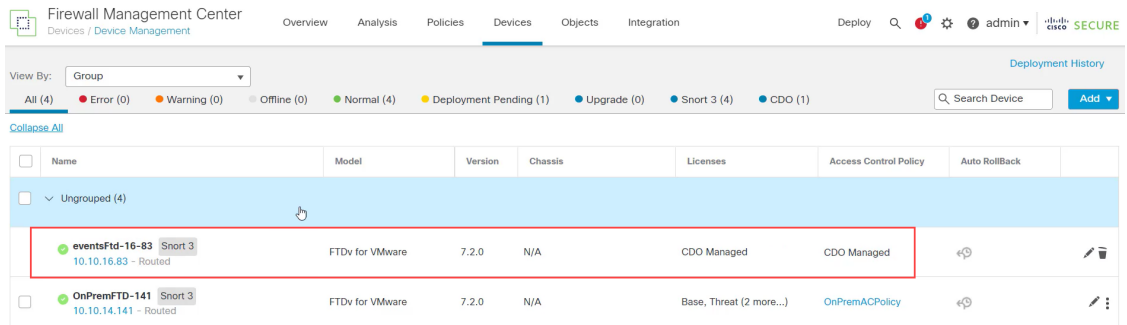 Firewall Management Center
Devices / Device Management
Overview Analysis Policies Devices Objects Integration
Deploy admin cisco SECURE
Deployment History
View By: Group
All (4) Error (0) Warning (0) Offline (0) Normal (4) Deployment Pending (1) Upgrade (0) Snort 3 (4) CDO (1) Search Device Add
Collapse All
Name Model Version Chassis Licenses Access Control Policy Auto RollBack
Ungrouped (4)
eventsFtd-16-83 Snort 3
10.10.16.83 - Routed
FTDv for VMware 7.2.0 N/A CDO Managed CDO Managed
OnPremFTD-141 Snort 3
10.10.14.141 - Routed
FTDv for VMware 7.2.0 N/A Base, Threat (2 more...) OnPremACPolicy